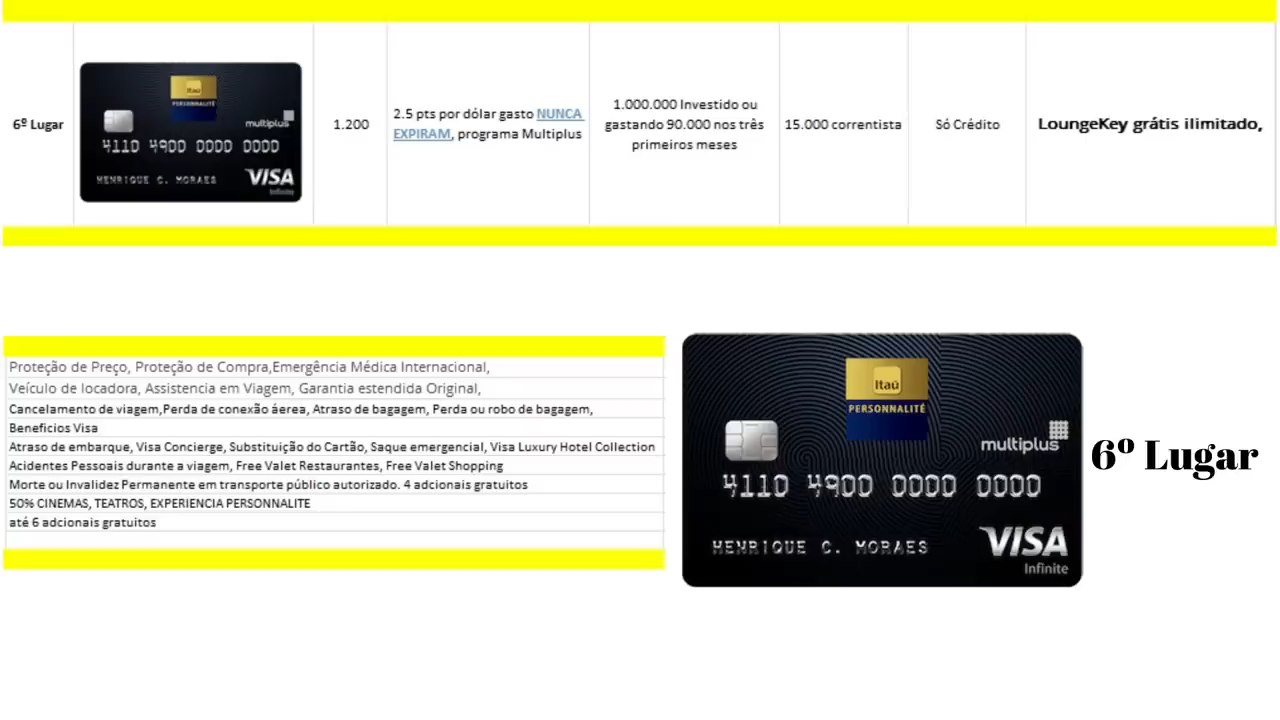 6º Lugar
Itaú
PERSONNALITÉ
multiplus
4110 4900 0000 0000
HENRIQUE C. MORAES
VISA
Infinite
1.200
2.5 pts por dólar gasto NUNCA
EXPIRAM, programa Multiplus
1.000.000 Investido ou
gastando 90.000 nos três
primeiros meses
15.000 correntista
Só Crédito
LoungeKey grátis ilimitado,
Proteção de Preço, Proteção de Compra,Emergência Médica Internacional,
Veículo de locadora, Assistencia em Viagem, Garantia estendida Original,
Cancelamento de viagem,Perda de conexão áerea, Atraso de bagagem, Perda ou robo de bagagem,
Beneficios Visa
Atraso de embarque, Visa Concierge, Substituição do Cartão, Saque emergencial, Visa Luxury Hotel Collection
Acidentes Pessoais durante a viagem, Free Valet Restaurantes, Free Valet Shopping
Morte ou Invalidez Permanente em transporte público autorizado. 4 adcionais gratuitos
50% CINEMAS, TEATROS, EXPERIENCIA PERSONNALITE
até 6 adcionais gratuitos
Itaú
PERSONNALITÉ
multiplus
4110 4900 0000 0000
HENRIQUE C. MORAES
VISA
Infinite
6º Lugar